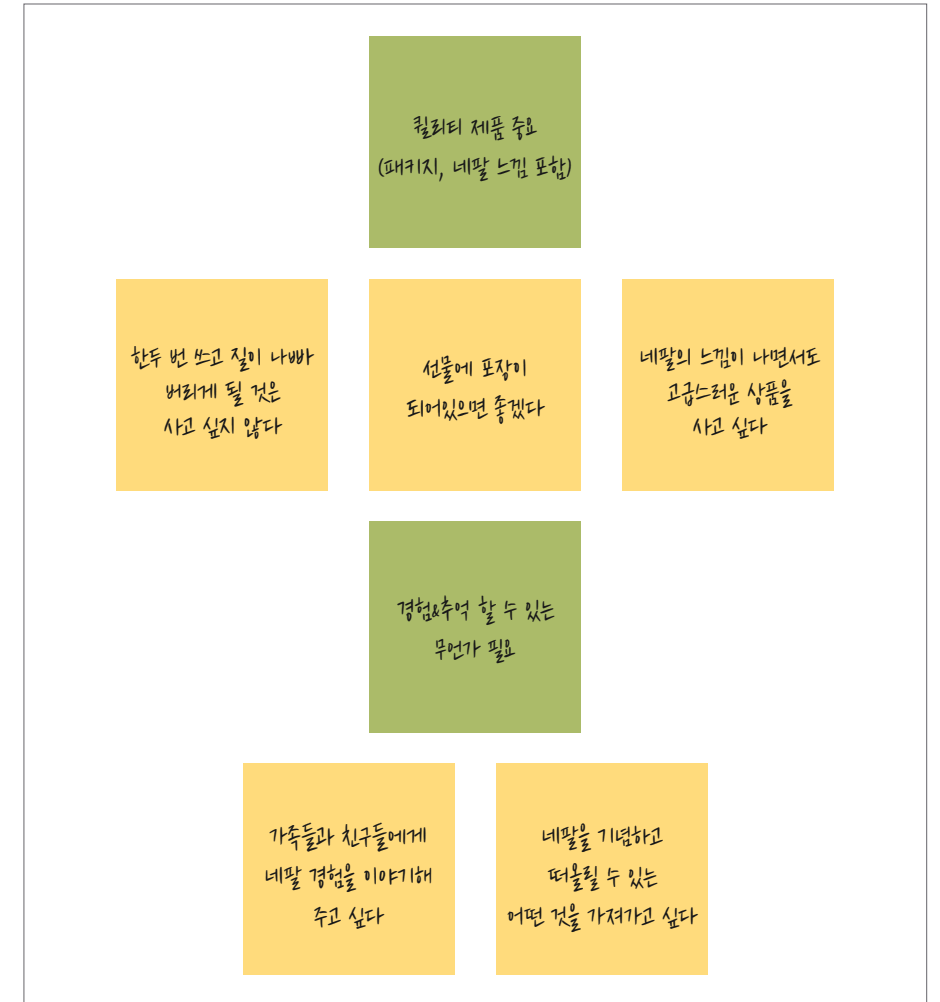 퀄리티 제품 중요
(패키지, 네팔 느낌 포함)
한두 번 쓰고 질이 나빠
버리게 될 것은
사고 싶지 않다
선물에 포장이
되어있으면 좋겠다
네팔의 느낌이 나면서도
고급스러운 상품을
사고 싶다
경험&추억 할 수 있는
무언가 필요
가족들과 친구들에게
네팔 경험을 이야기해
주고 싶다
네팔을 기념하고
떠올릴 수 있는
어떤 것을 가져가고 싶다